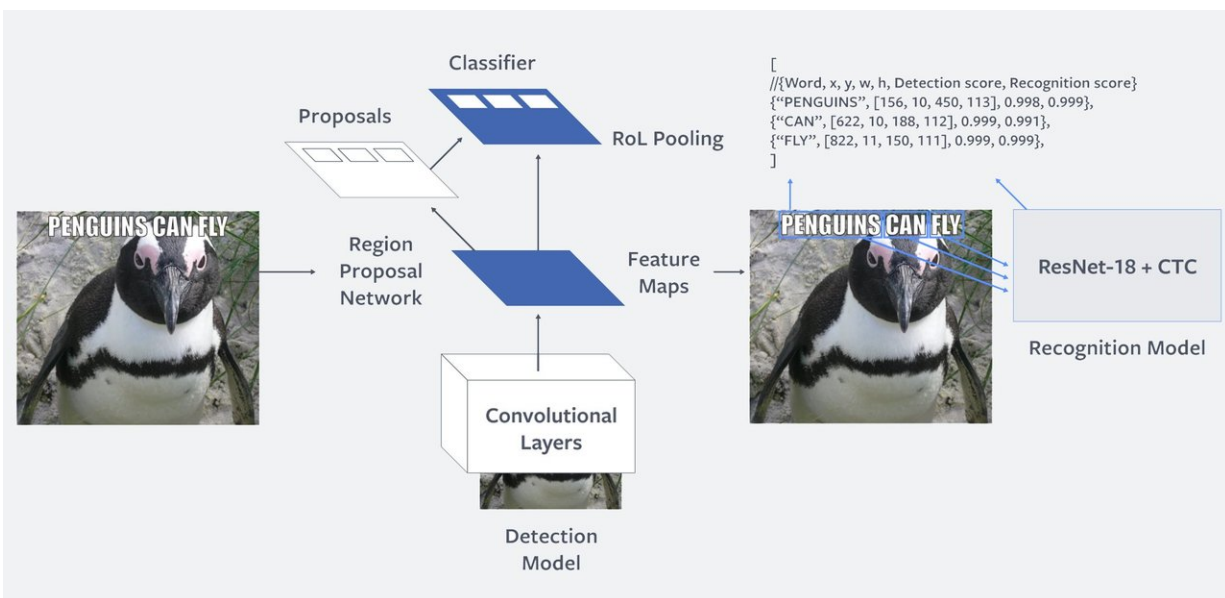 Classifier
Proposals
RoL Pooling
[
//{Word, x, y, w, h, Detection score, Recognition score}
{“PENGUINS”, [156, 10, 450, 113], 0.998, 0.999},
{“CAN”, [622, 10, 188, 112], 0.999, 0.991},
{“FLY”, [822, 11, 150, 111], 0.999, 0.999},
]
PENGUINS CAN FLY
Region
Proposal
Network
Feature
Maps
Convolutional
Layers
Detection
Model
PENGUINS CAN FLY
ResNet-18 + CTC
Recognition Model